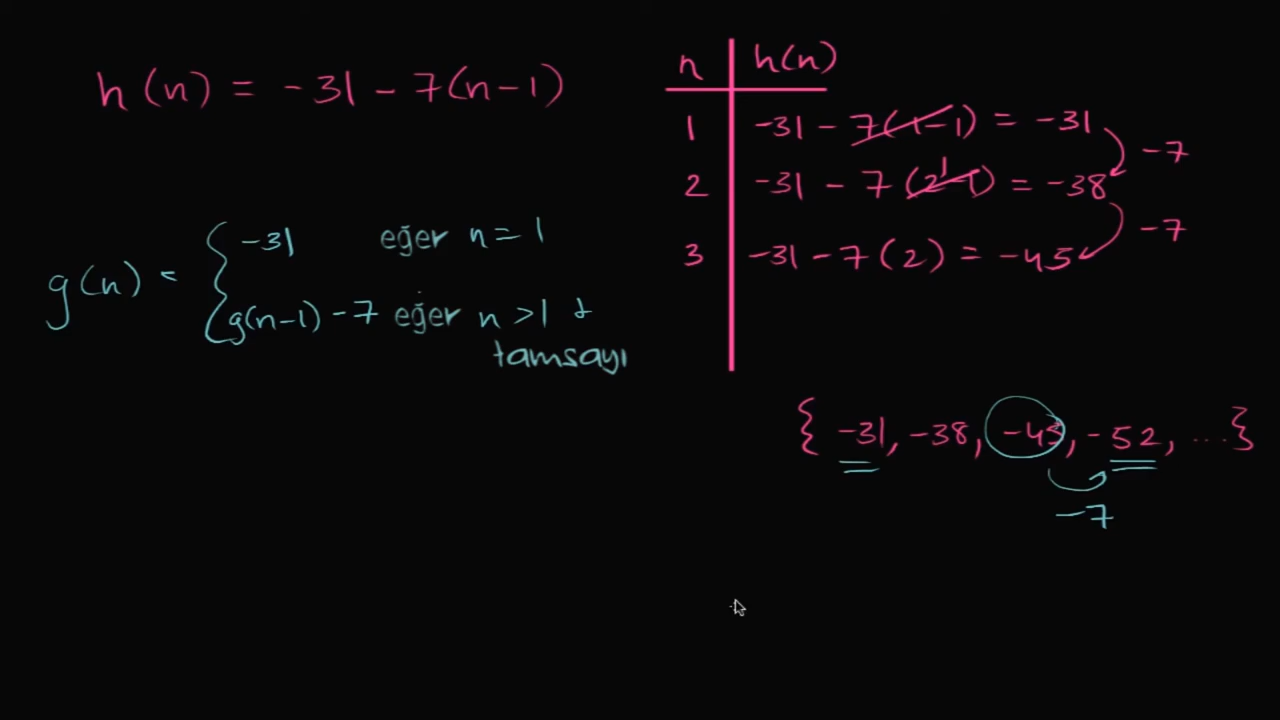 h(n) = -31 - 7(n-1)
g(n) = { -31 eğer n = 1
g(n-1) - 7 eğer n > 1 +
tamsayı
n h(n)
1 -31 - 7(1-1) = -31
-7
2 -31 - 7(2-1) = -38
1
-7
3 -31 - 7(2) = -45
{ -31, -38, -45, -52, ....}
-7